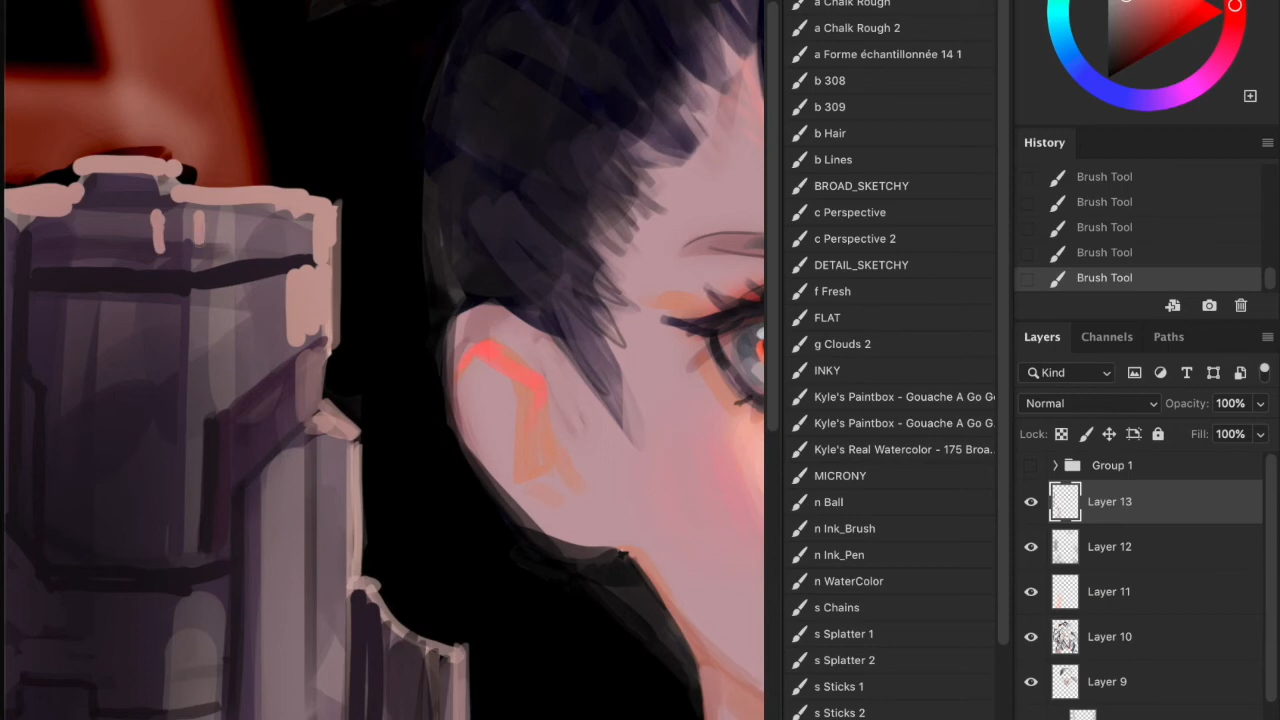 a Chalk Rough
a Chalk Rough 2
a Forme échantillonnée 14 1
b 308
b 309
b Hair
b Lines
BROAD_SKETCHY
c Perspective
c Perspective 2
DETAIL_SKETCHY
f Fresh
FLAT
g Clouds 2
INKY
Kyle's Paintbox - Gouache A Go G
Kyle's Paintbox - Gouache A Go G.
Kyle's Real Watercolor - 175 Broa...
MICRONY
n Ball
n Ink_Brush
n Ink_Pen
n WaterColor
s Chains
s Splatter 1
s Splatter 2
s Sticks 1
s Sticks 2
History
Brush Tool
Brush Tool
Brush Tool
Brush Tool
Brush Tool
Layers Channels Paths
Kind
Normal Opacity: 100%
Lock: Fill: 100%
Group 1
Layer 13
Layer 12
Layer 11
Layer 10
Layer 9